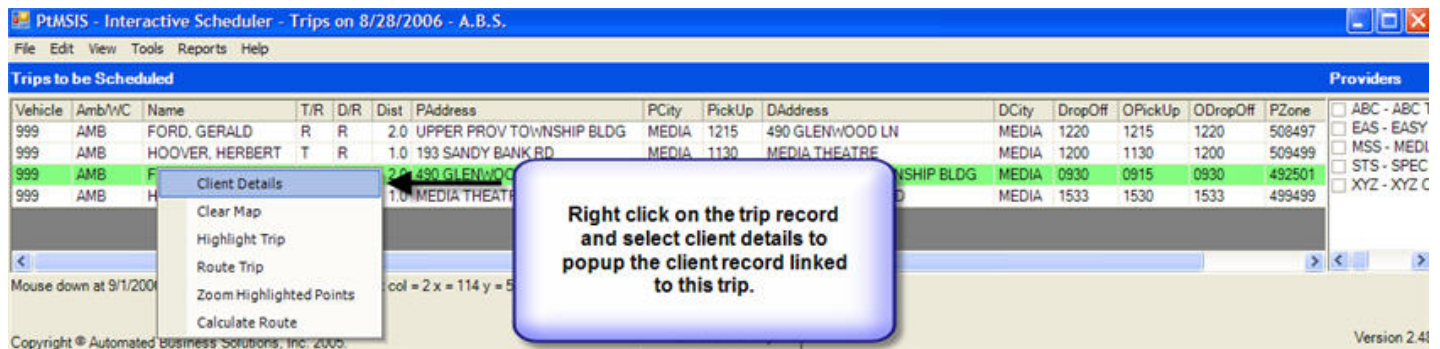 PtMSIS - Interactive Scheduler - Trips on 8/28/2006 - A.B.S.
File Edit View Tools Reports Help
Trips to be Scheduled Providers
Vehicle Amb/WC Name T/R D/R Dist PAddress PCity PickUp DAddress DCity DropOff OPickUp ODropOff PZone
999 AMB FORD, GERALD R R 2.0 UPPER PROV TOWNSHIP BLDG MEDIA 1215 490 GLENWOOD LN MEDIA 1220 1215 1220 508497
999 AMB HOOVER, HERBERT T R 1.0 193 SANDY BANK RD MEDIA 1130 MEDIA THEATRE MEDIA 1200 1130 1200 509499
999 AMB F 2.0 490 GLENWOO NSHIP BLDG MEDIA 0930 0915 0930 492501
999 AMB H 1.0 MEDIA THEAT MEDIA 1533 1530 1533 499499
ABC - ABC T
EAS - EASY
MSS - MEDI
STS - SPEC
XYZ - XYZ C
Client Details
Clear Map
Highlight Trip
Route Trip
Zoom Highlighted Points
Calculate Route
Right click on the trip record
and select client details to
popup the client record linked
to this trip.
Mouse down at 9/1/200 col = 2 x = 114 y = 5
Copyright © Automated Business Solutions, Inc. 2005. Version 2.48